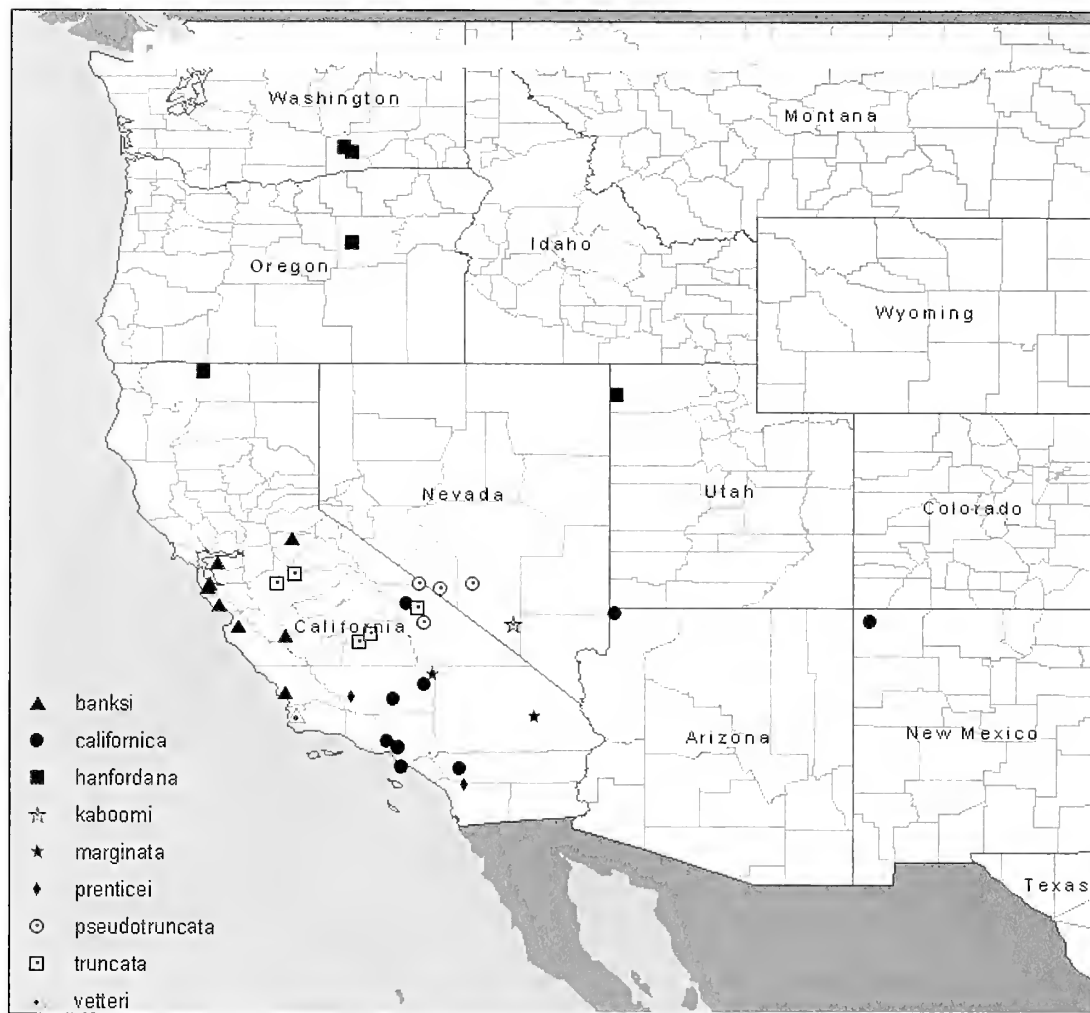 Washington
Montana
Idaho
Oregon
Wyoming
Nevada
Utah
Colorado
California
Arizona
New Mexico
Texas
banksi
californica
hanfordana
kaboomi
marginata
prenticei
pseudotruncata
truncata
vetteri